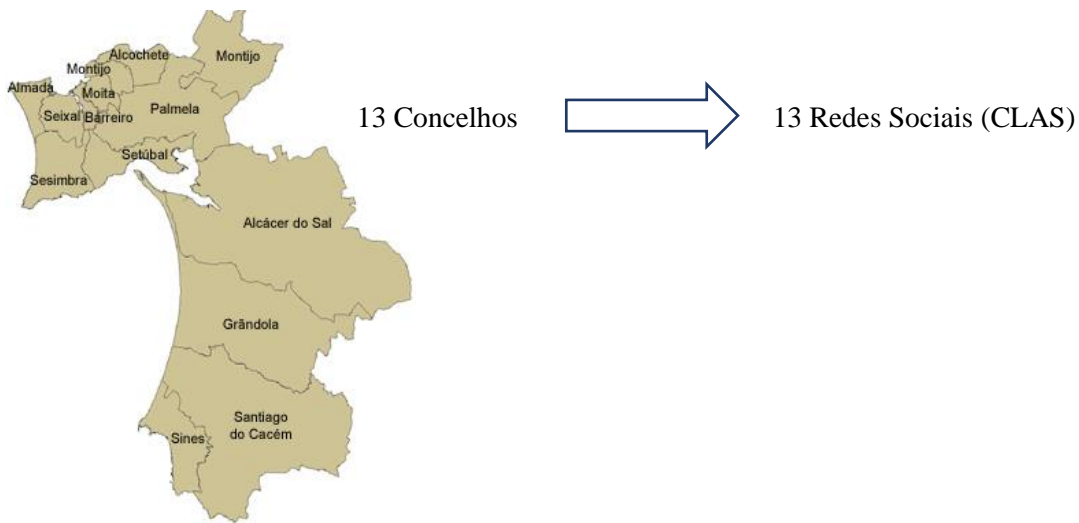 Alcochete
Montijo
Montijo
Almada
Moita
Seixal
Barreiro
Palmela
13 Concelhos
13 Redes Sociais (CLAS)
Setúbal
Sesimbra
Alcácer do Sal
Grândola
Santiago
do Cacém
Sines